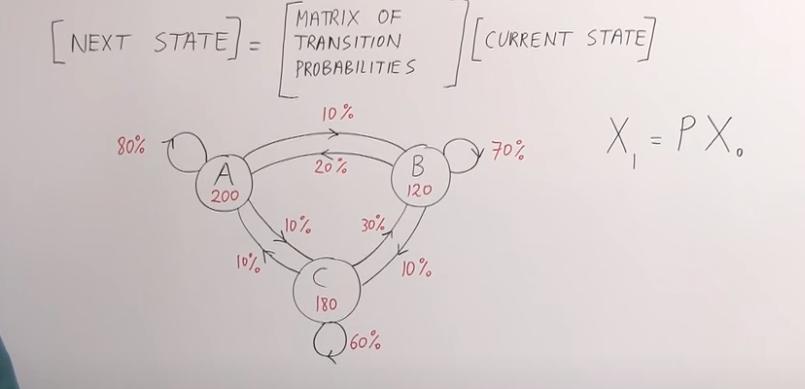 [NEXT STATE] = [MATRIX OF
TRANSITION
PROBABILITIES] [CURRENT STATE]
10%
80%
20%
70%
A
200
B
120
X₁ = PX₀
10%
30%
10%
10%
C
180
60%